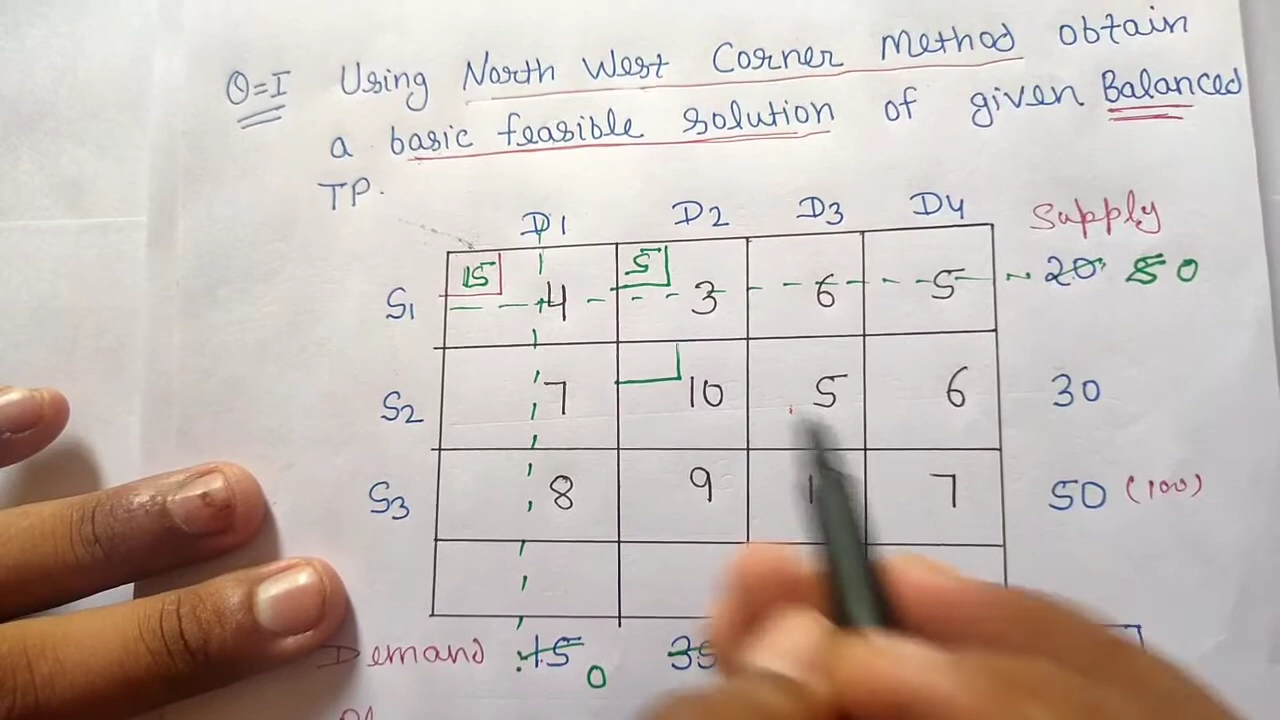 Q=I Using North West Corner Method obtain
a basic feasible solution of given Balanced
TP.
D1 D2 D3 D4 Supply
S1 15 4 5 3 6 5 20 5 0
S2 7 10 5 6 30
S3 8 9 7 50 (100)
Demand 15 0